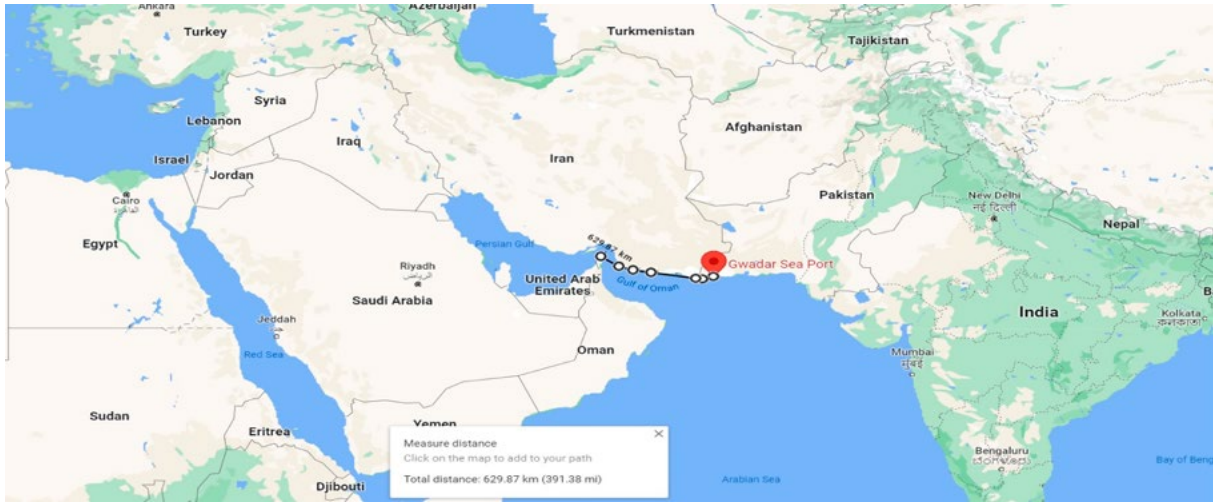 Ankara
Azerbaijan
Turkey
Turkmenistan
Tajikistan
Syria
Lebanon
Afghanistan
Iraq
Iran
Israel
Jordan
Pakistan
New Delhi
नई दिल्ली
Cairo
القاهرة
Nepal
Egypt
Persian Gulf
629.87 km
Gwadar Sea Port
Riyadh
الرياض
United Arab
Emirates
Gulf of Oman
Saudi Arabia
India
Kolkata
Jeddah
جدة
Oman
Mumbai
मुंबई
Red Sea
Sudan
Eritrea
Yemen
Measure distance
Click on the map to add to your path
Total distance: 629.87 km (391.38 mi)
Djibouti
Arabian Sea
Bengaluru
Bay of Beng